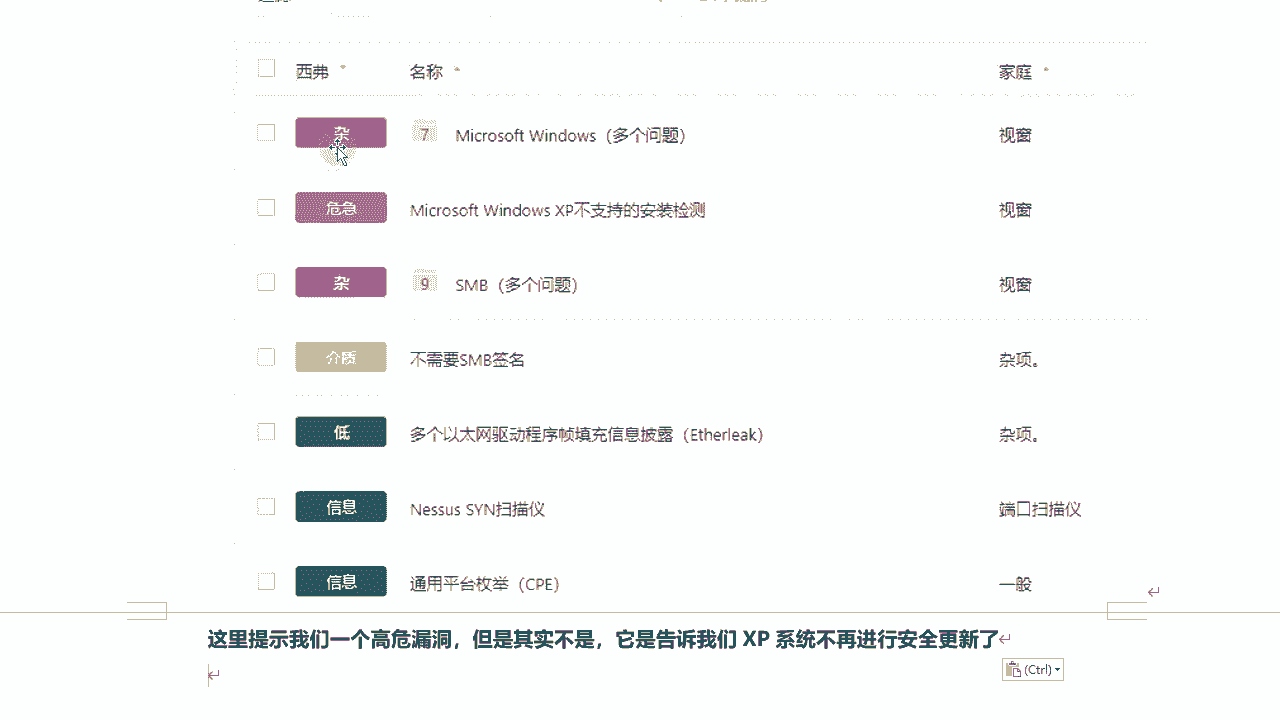 西弗 名称 家庭
杂 7 Microsoft Windows（多个问题） 视窗
危急 Microsoft Windows XP不支持的安装检测 视窗
杂 9 SMB（多个问题） 视窗
介质 不需要SMB签名 杂项。
低 多个以太网驱动程序帧填充信息披露（Etherleak） 杂项。
信息 Nessus SYN扫描仪 端口扫描仪
信息 通用平台枚举（CPE） 一般
这里提示我们一个高危漏洞，但是其实不是，它是告诉我们 XP 系统不再进行安全更新了
(Ctrl)